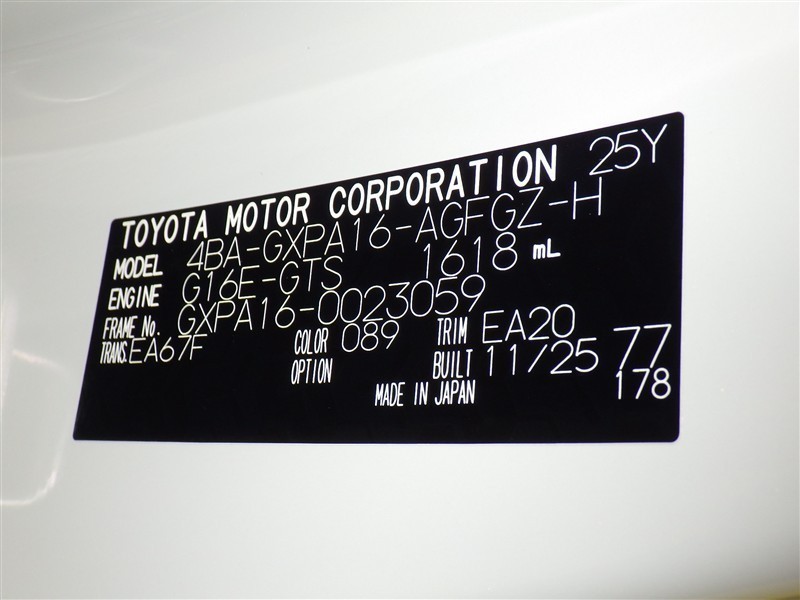 TOYOTA MOTOR CORPORATION 25Y
MODEL 4BA-GXPA16-AGFGZ-H
ENGINE G16E-GTS 1618 mL
FRAME No. GXPA16-0023059
TRANS. EA67F COLOR 089 TRIM EA20
OPTION BUILT 11/25 77
MADE IN JAPAN 178